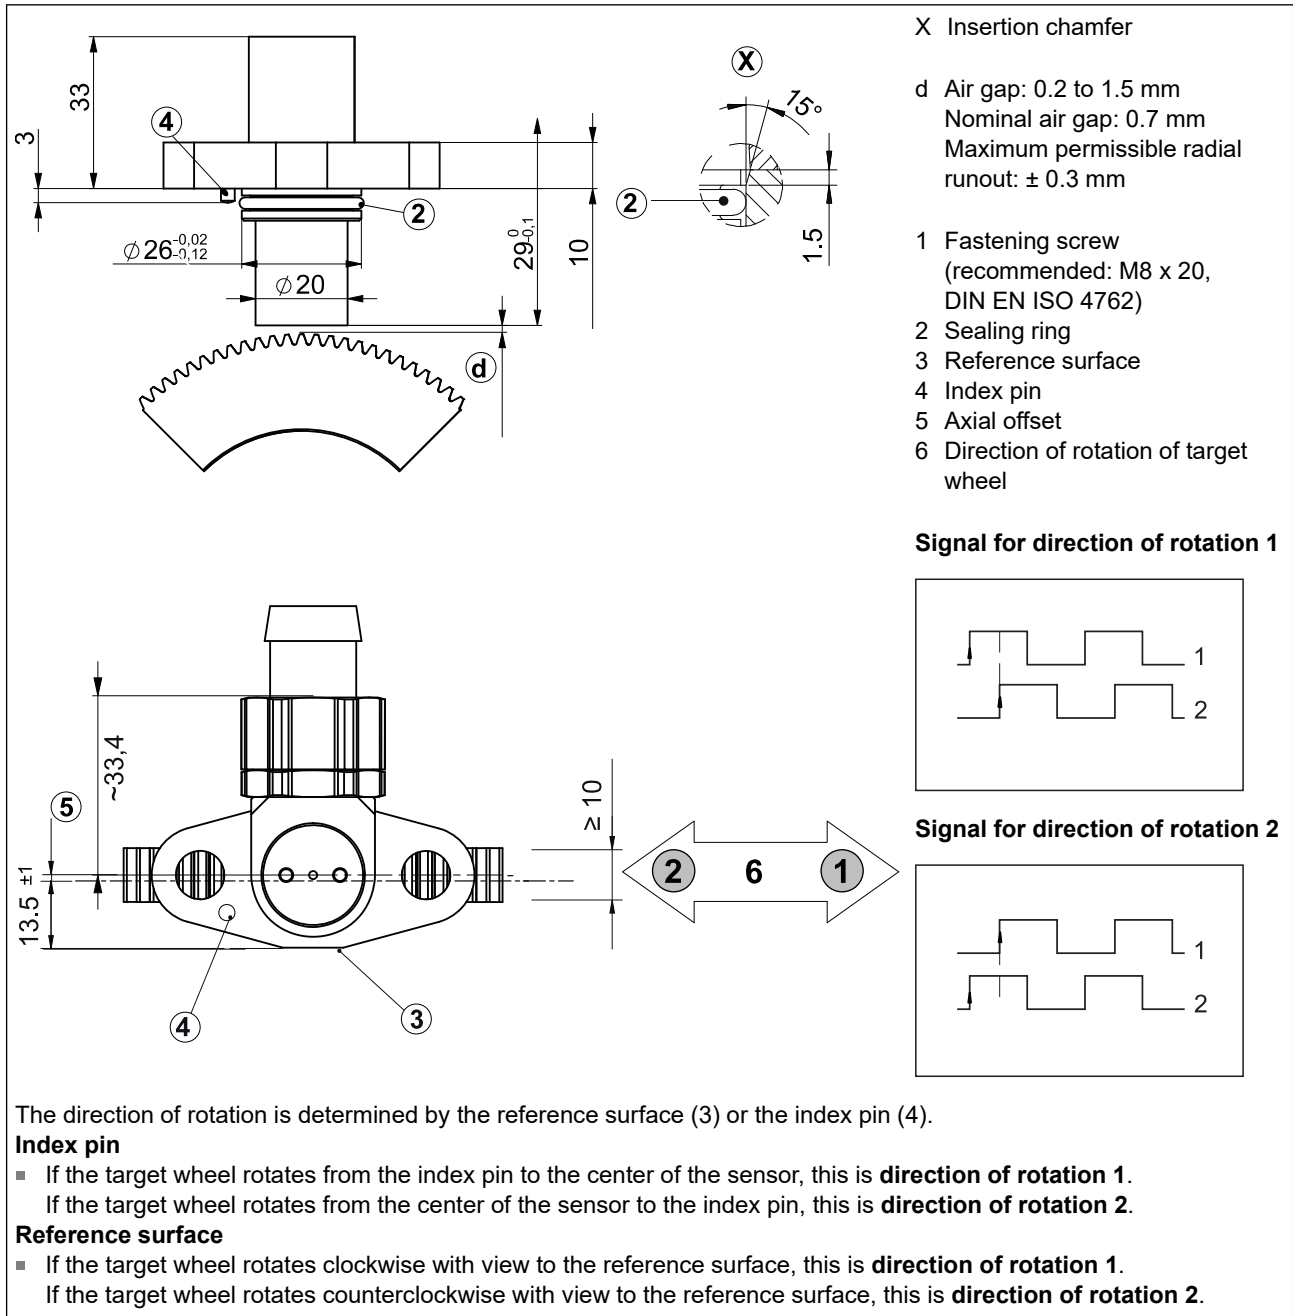 33
3
4
2
⌀ 26 -0,02 -0,12
⌀ 20
29 0 -0,1
10
d
X
15°
2
1.5
X Insertion chamfer
d Air gap: 0.2 to 1.5 mm
Nominal air gap: 0.7 mm
Maximum permissible radial
runout: ± 0.3 mm
1 Fastening screw
(recommended: M8 x 20,
DIN EN ISO 4762)
2 Sealing ring
3 Reference surface
4 Index pin
5 Axial offset
6 Direction of rotation of target
wheel
Signal for direction of rotation 1
1
2
~33,4
5
13.5 ±1
4
3
≥ 10
2 6 1
Signal for direction of rotation 2
1
2
The direction of rotation is determined by the reference surface (3) or the index pin (4).
Index pin
▪ If the target wheel rotates from the index pin to the center of the sensor, this is direction of rotation 1.
If the target wheel rotates from the center of the sensor to the index pin, this is direction of rotation 2.
Reference surface
▪ If the target wheel rotates clockwise with view to the reference surface, this is direction of rotation 1.
If the target wheel rotates counterclockwise with view to the reference surface, this is direction of rotation 2.